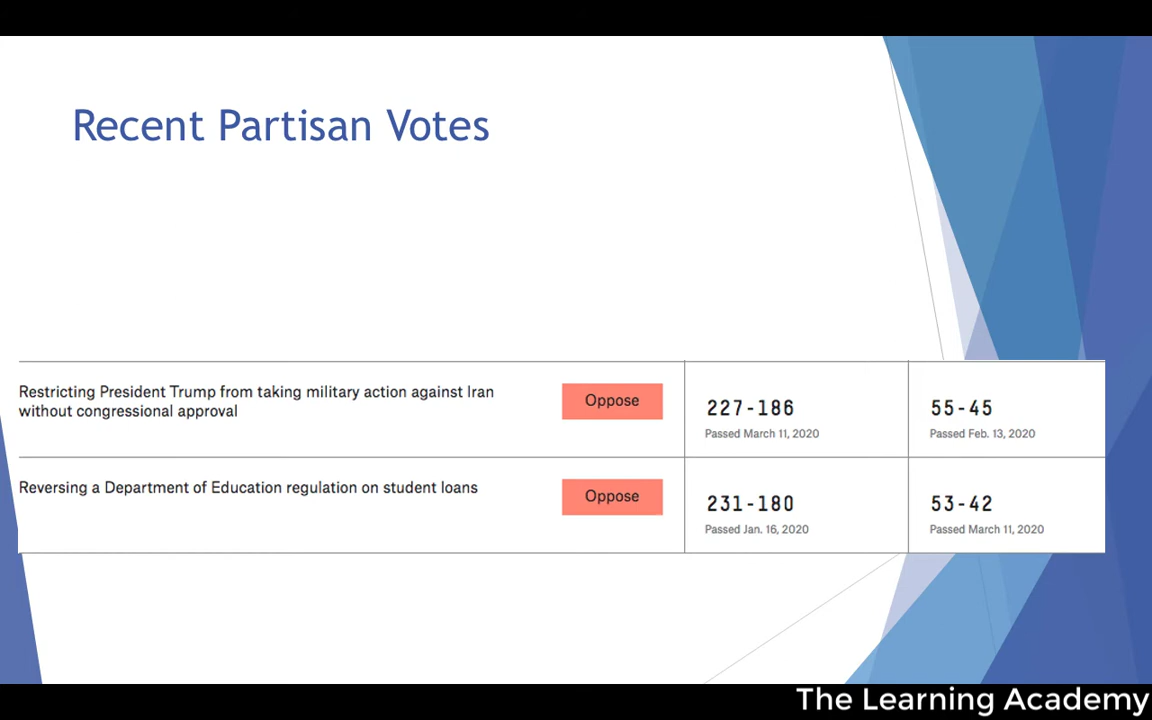 Recent Partisan Votes
Restricting President Trump from taking military action against Iran
without congressional approval
Oppose
227-186
Passed March 11, 2020
55-45
Passed Feb. 13, 2020
Reversing a Department of Education regulation on student loans
Oppose
231-180
Passed Jan. 16, 2020
53-42
Passed March 11, 2020
The Learning Academy